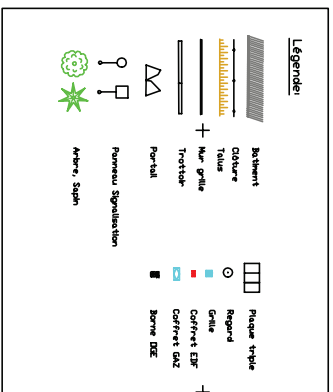 Légende:
Batiment
Clôture
Talus
Mur grille
Trottoir
Portail
Panneau Signalisation
Arbre, Sapin
Plaque triple
Regard
Grille
Coffret EDF
Coffret GAZ
Borne OGE